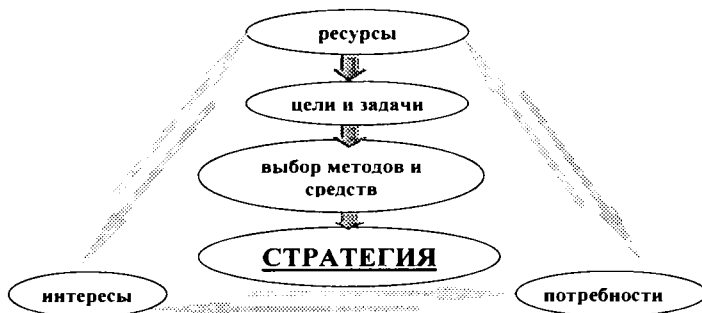 ресурсы
цели и задачи
выбор методов и
средств
СТРАТЕГИЯ
интересы
потребности